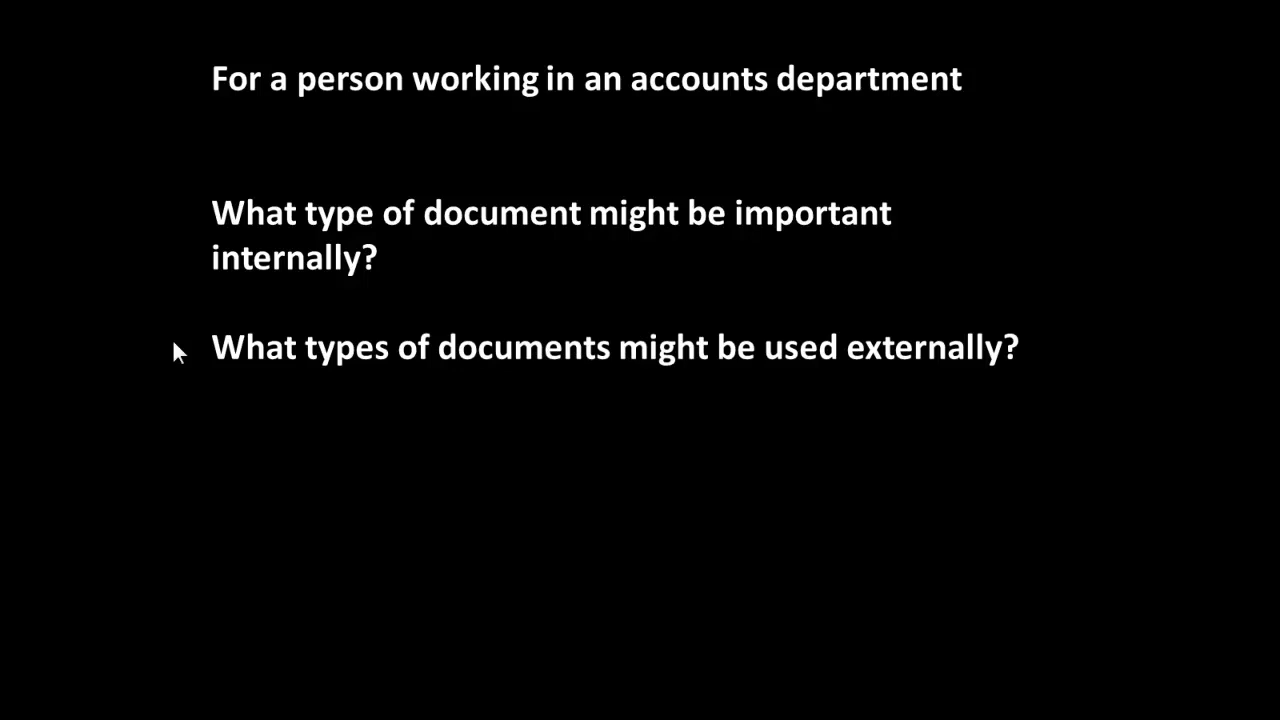 For a person working in an accounts department
What type of document might be important
internally?
What types of documents might be used externally?